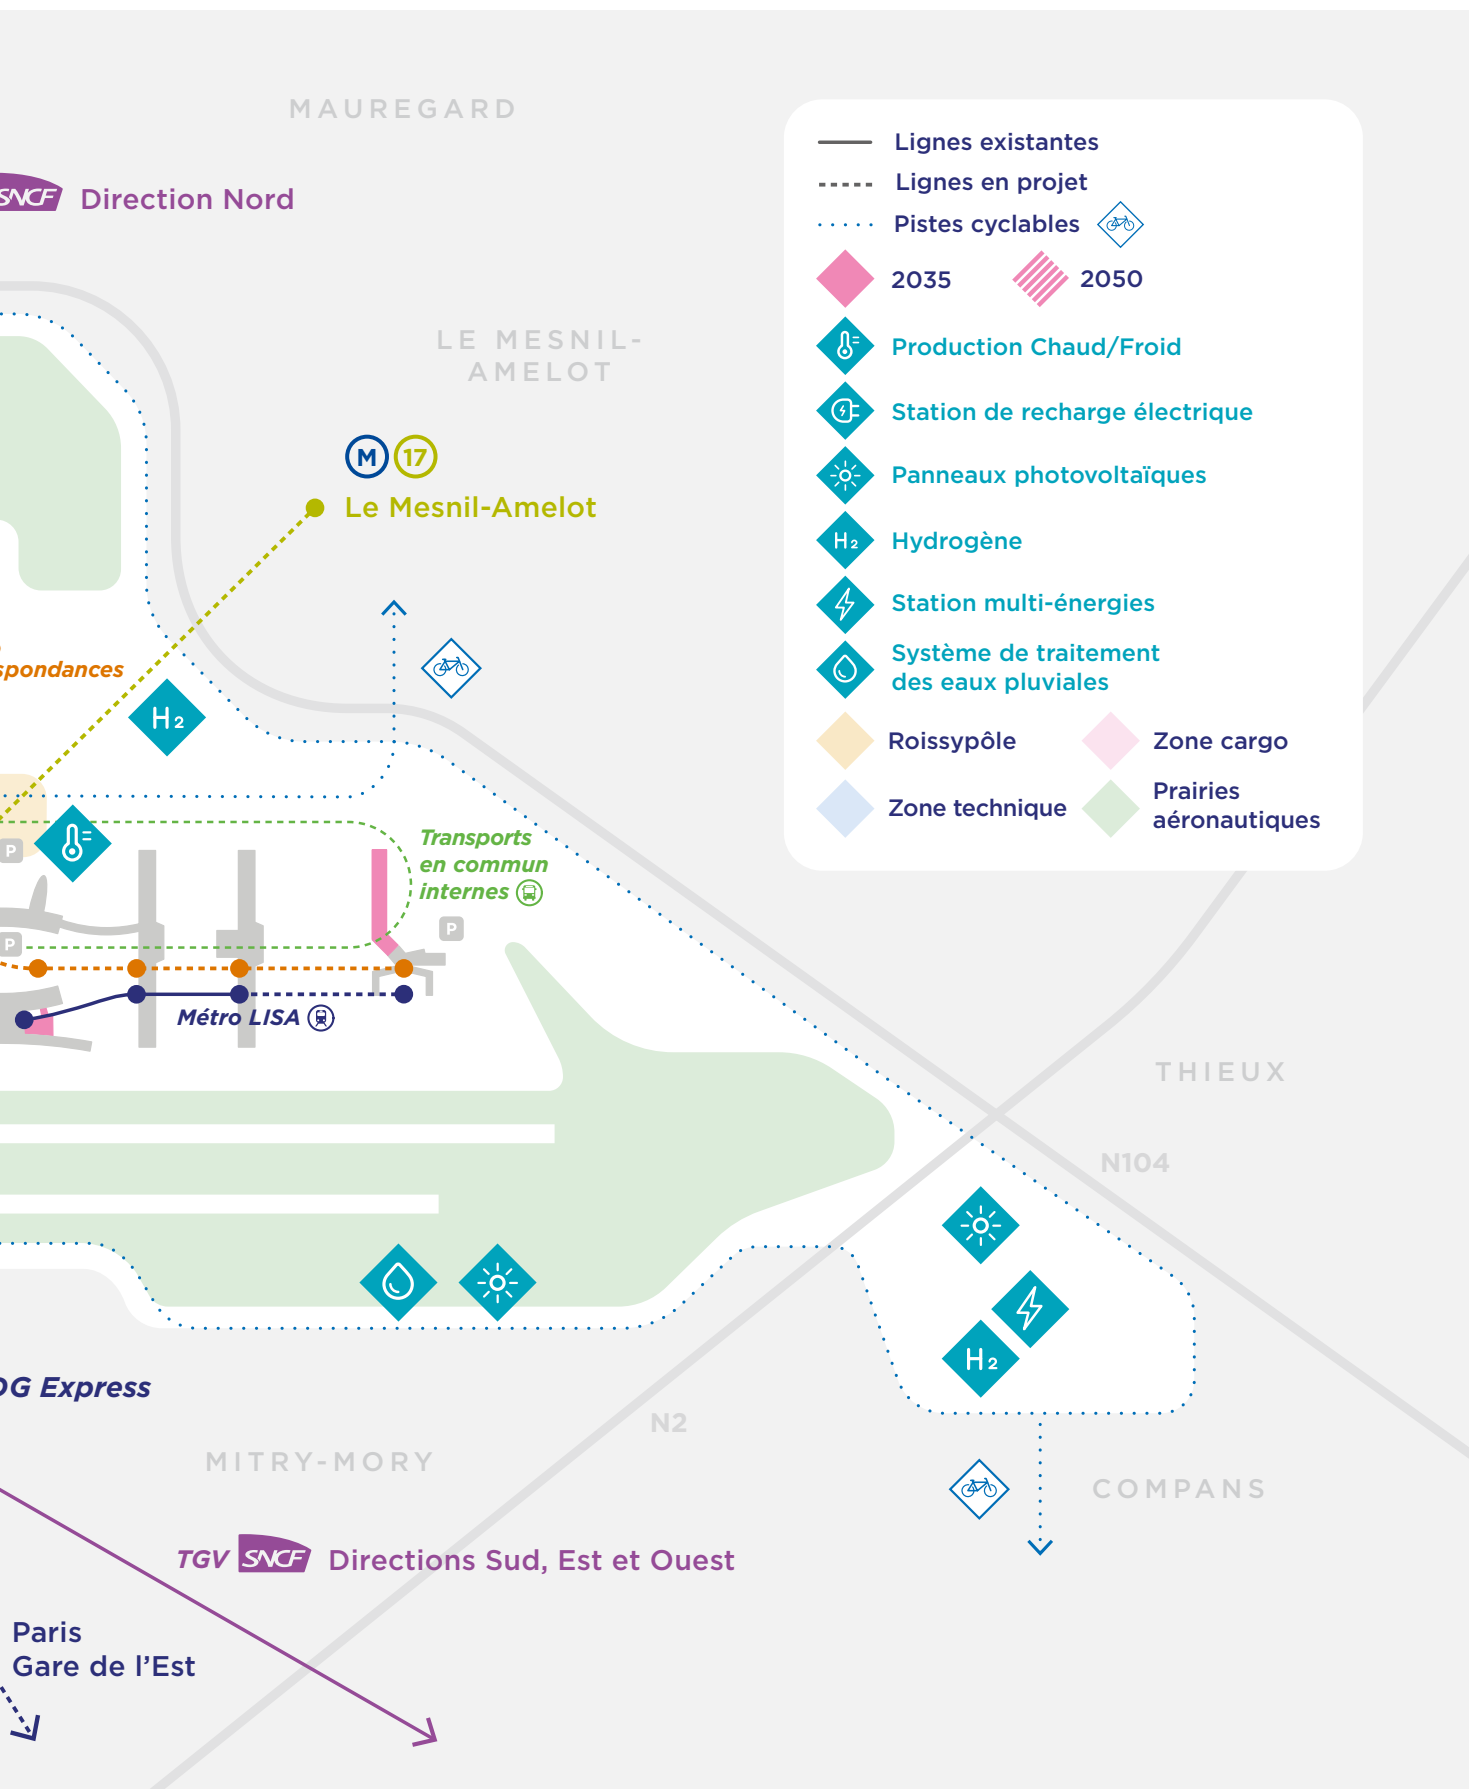 MAUREGARD
SNCF Direction Nord
LE MESNIL-
AMELOT
M 17
Le Mesnil-Amelot
spondances
H2
P
Transports
en commun
internes
P
P
Métro LISA
Lignes existantes
Lignes en projet
Pistes cyclables
2035
2050
Production Chaud/Froid
Station de recharge électrique
Panneaux photovoltaïques
H2 Hydrogène
Station multi-énergies
Système de traitement
des eaux pluviales
Roissypôle
Zone cargo
Zone technique
Prairies
aéronautiques
THIEUX
N104
H2
DG Express
N2
MITRY-MORY
COMPANS
TGV SNCF Directions Sud, Est et Ouest
Paris
Gare de l'Est